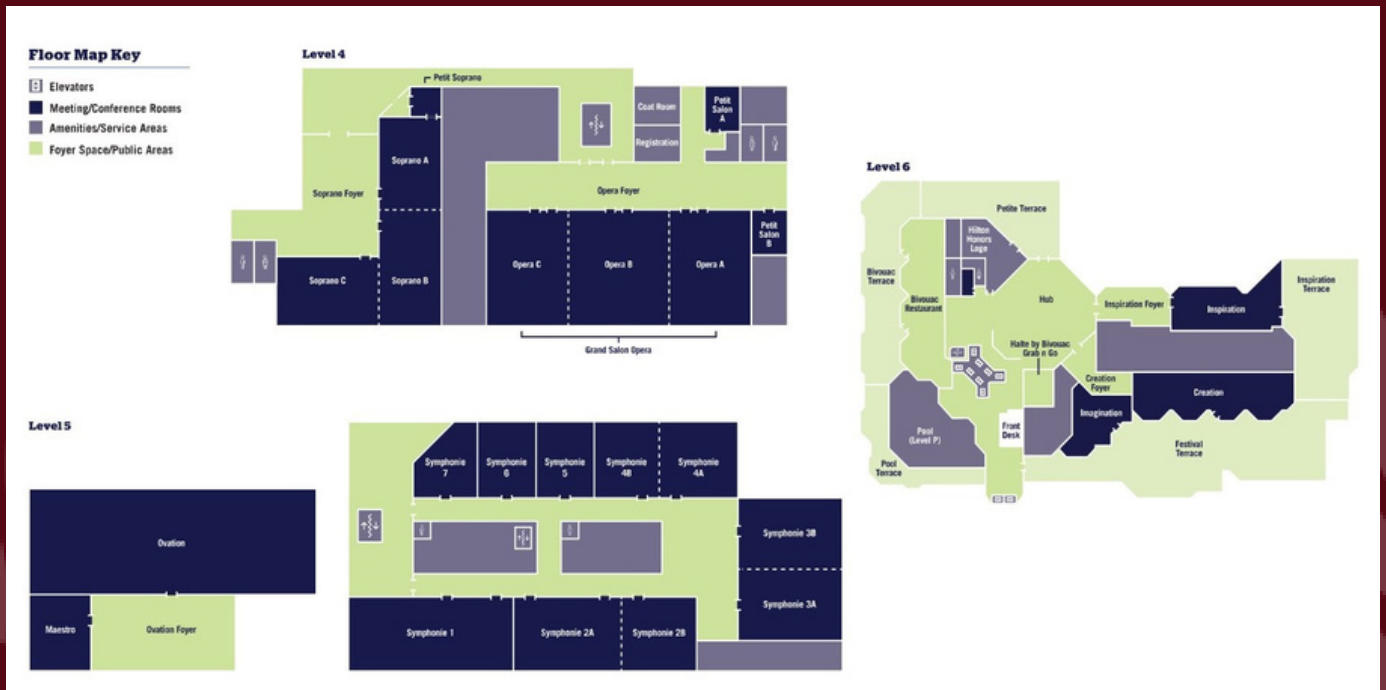 Floor Map Key
Elevators
Meeting/Conference Rooms
Amenities/Service Areas
Foyer Space/Public Areas
Level 4
Petit Soprano
Coat Room
Registration
Petit
Salon
A
Soprano A
Soprano Foyer
Opera Foyer
Petit
Salon
B
Soprano C
Soprano B
Opera C
Opera B
Opera A
Grand Salon Opera
Level 6
Petite Terrace
Hilton
Honors
Loge
Bivouac
Terrace
Bivouac
Restaurant
Hub
Inspiration Foyer
Inspiration
Inspiration
Terrace
Halte by Bivouac
Grab n Go
Creation
Foyer
Creation
Imagination
Front
Desk
Pool
(Level P)
Pool
Terrace
Festival
Terrace
Level 5
Ovation
Maestro
Ovation Foyer
Symphonie
7
Symphonie
6
Symphonie
5
Symphonie
4B
Symphonie
4A
Symphonie 3B
Symphonie 3A
Symphonie 1
Symphonie 2A
Symphonie 2B